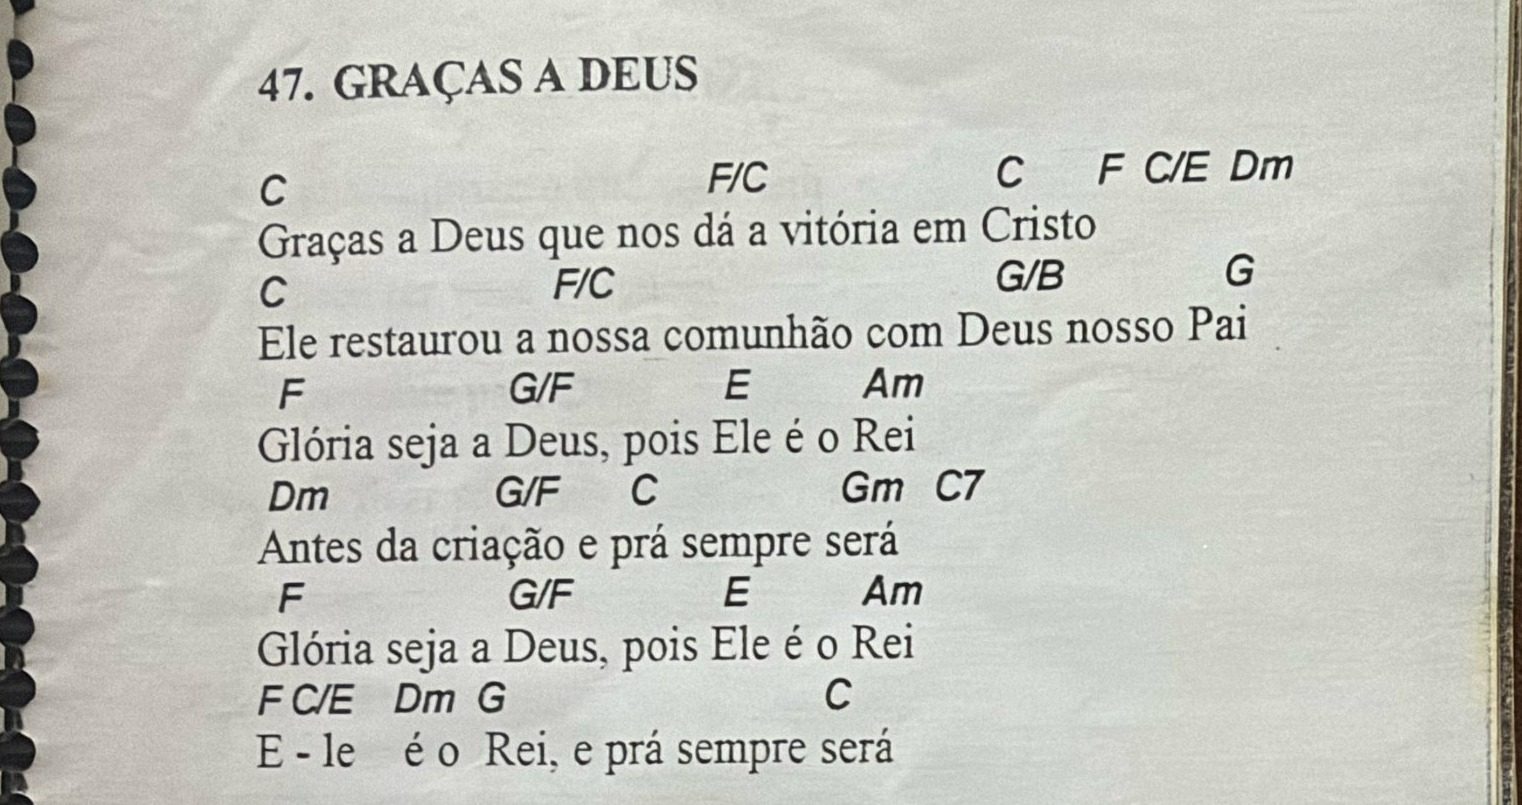 47. GRAÇAS A DEUS
C F/C C F C/E Dm
Graças a Deus que nos dá a vitória em Cristo
C F/C G/B G
Ele restaurou a nossa comunhão com Deus nosso Pai
F G/F E Am
Glória seja a Deus, pois Ele é o Rei
Dm G/F C Gm C7
Antes da criação e prá sempre será
F G/F E Am
Glória seja a Deus, pois Ele é o Rei
F C/E Dm G C
E - le é o Rei, e prá sempre será